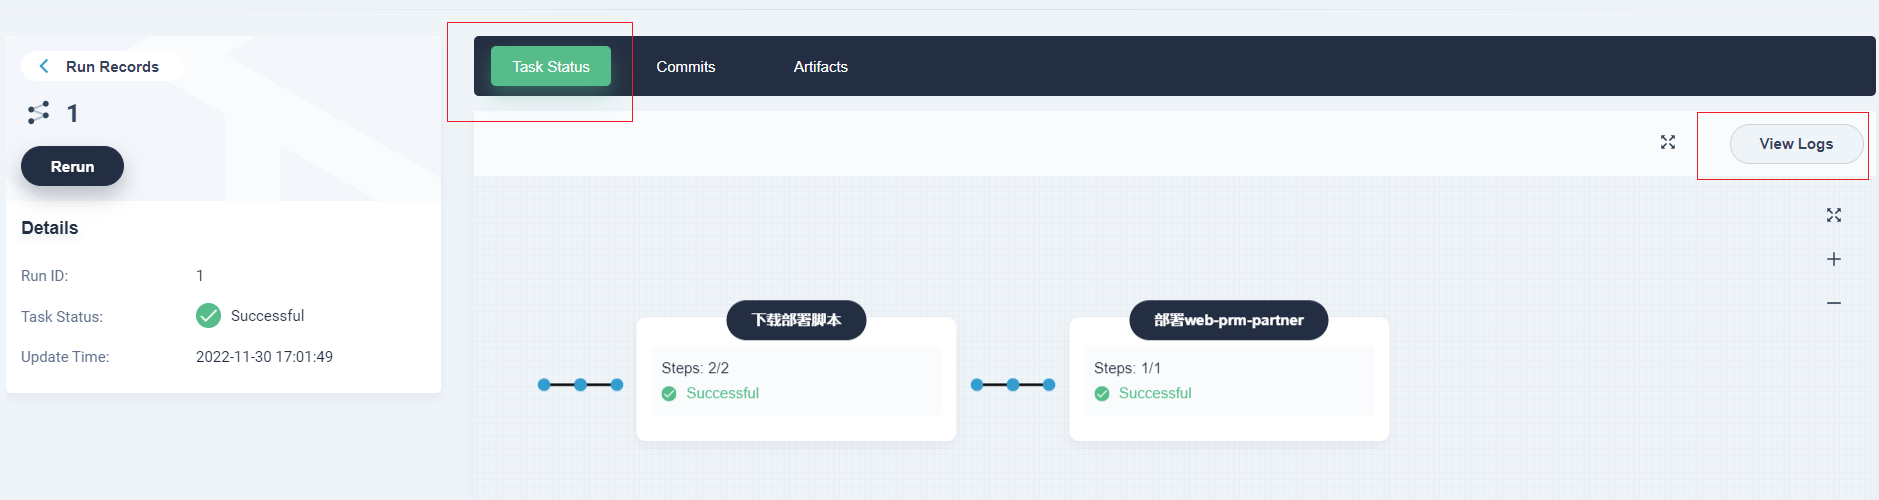 Run Records
1
Rerun
Details
Run ID: 1
Task Status: Successful
Update Time: 2022-11-30 17:01:49
Task Status Commits Artifacts
View Logs
下载部署脚本
Steps: 2/2
Successful
部署web-prm-partner
Steps: 1/1
Successful